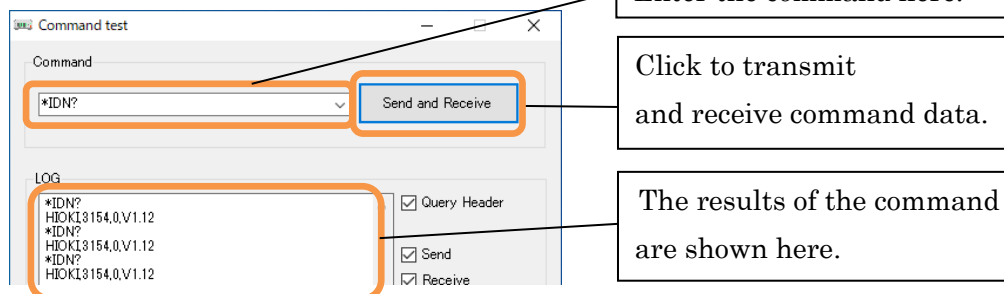 Enter the command here.
Command test
Command
*IDN?
Send and Receive
Click to transmit
and receive command data.
LOG
*IDN?
HIOKI,3154,0,V1.12
*IDN?
HIOKI,3154,0,V1.12
*IDN?
HIOKI,3154,0,V1.12
Query Header
Send
Receive
The results of the command
are shown here.